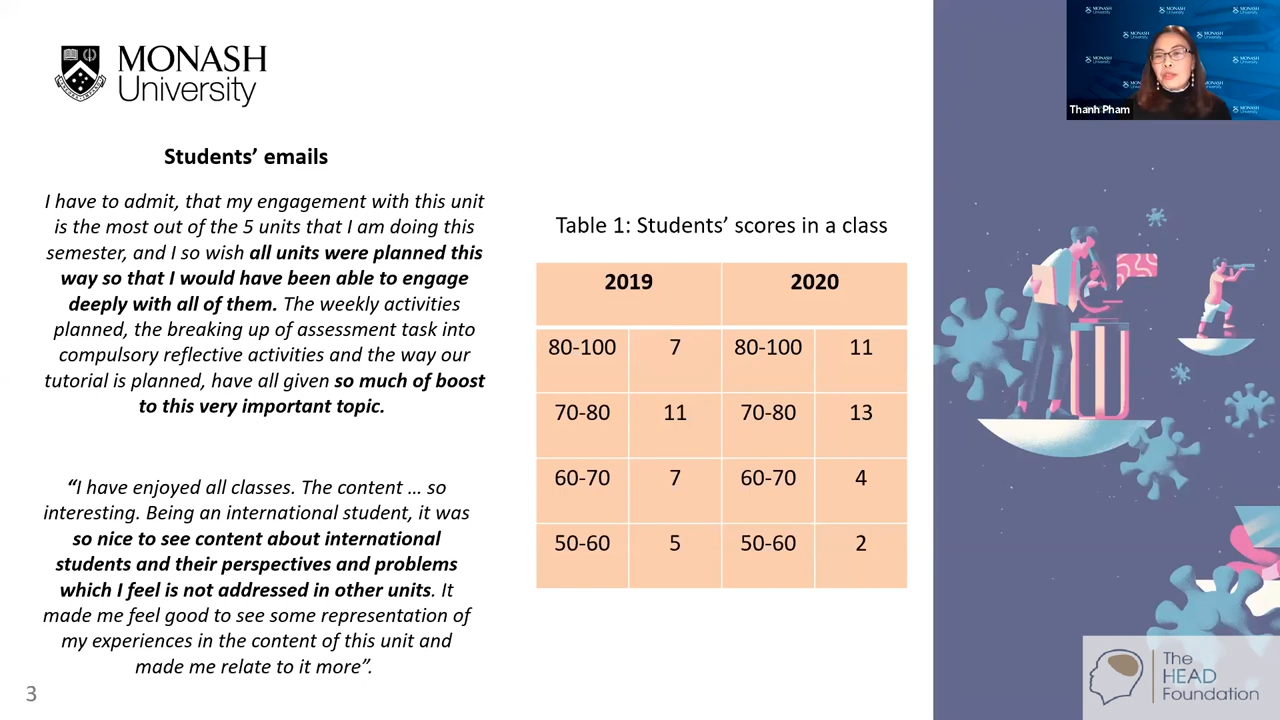 MONASH
University
Students' emails
I have to admit, that my engagement with this unit
is the most out of the 5 units that I am doing this
semester, and I so wish all units were planned this
way so that I would have been able to engage
deeply with all of them. The weekly activities
planned, the breaking up of assessment task into
compulsory reflective activities and the way our
tutorial is planned, have all given so much of boost
to this very important topic.
"I have enjoyed all classes. The content … so
interesting. Being an international student, it was
so nice to see content about international
students and their perspectives and problems
which I feel is not addressed in other units. It
made me feel good to see some representation of
my experiences in the content of this unit and
made me relate to it more".
3
Table 1: Students' scores in a class
2019 2020
80-100 7 80-100 11
70-80 11 70-80 13
60-70 7 60-70 4
50-60 5 50-60 2
MONASH
University
Thanh Pham
The
HEAD
Foundation